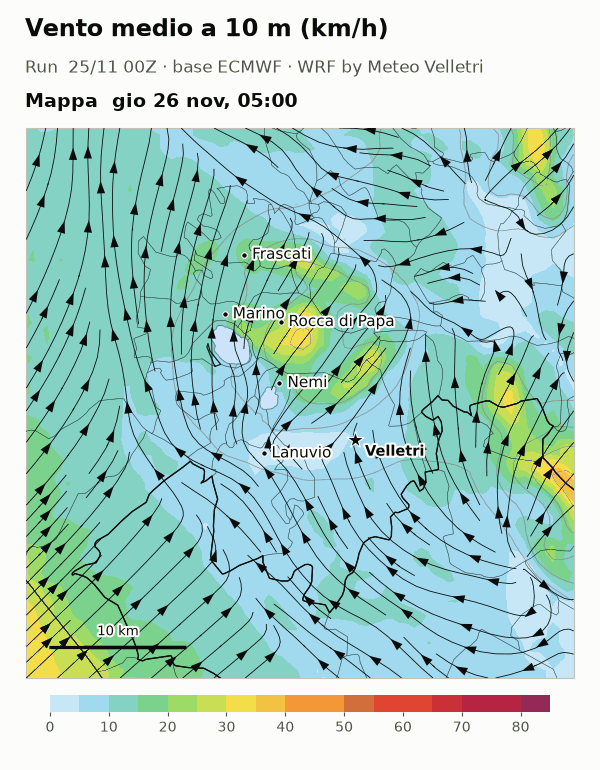 Vento medio a 10 m (km/h)
Run  25/11 00Z · base ECMWF · WRF by Meteo Velletri
Mappa  gio 26 nov, 05:00
Frascati
Marino
Rocca di Papa
Nemi
Velletri
Lanuvio
10 km
0 10 20 30 40 50 60 70 80